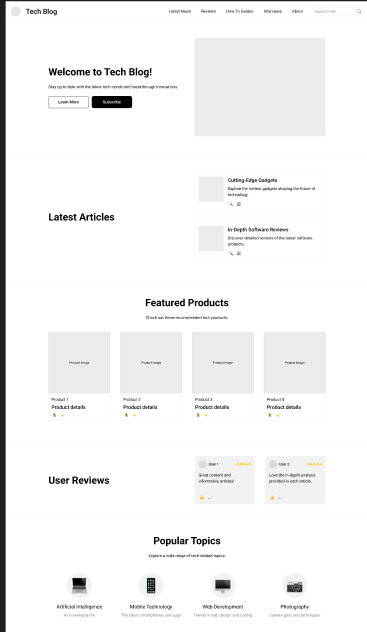 Tech Blog
Latest News Reviews How To Guides Interviews About Search in site
Welcome to Tech Blog!
Stay up to date with the latest tech trends and breakthrough innovations.
Learn More Subscribe
Latest Articles
Cutting-Edge Gadgets
Explore the hottest gadgets shaping the future of
technology.
In-Depth Software Reviews
Discover detailed reviews of the latest software
products.
Featured Products
Check out these recommended tech products
Product Image Product Image Product Image Product Image
Product 1 Product 2 Product 3 Product 4
Product details Product details Product details Product details
User Reviews
User 1
Great content and
informative articles!
User 2
Love the in-depth analysis
provided in each article.
Popular Topics
Explore a wide range of tech-related topics.
Artificial Intelligence Mobile Technology Web Development Photography
AI in everyday life The latest smartphones and apps Trends in web design and coding Camera gear and techniques